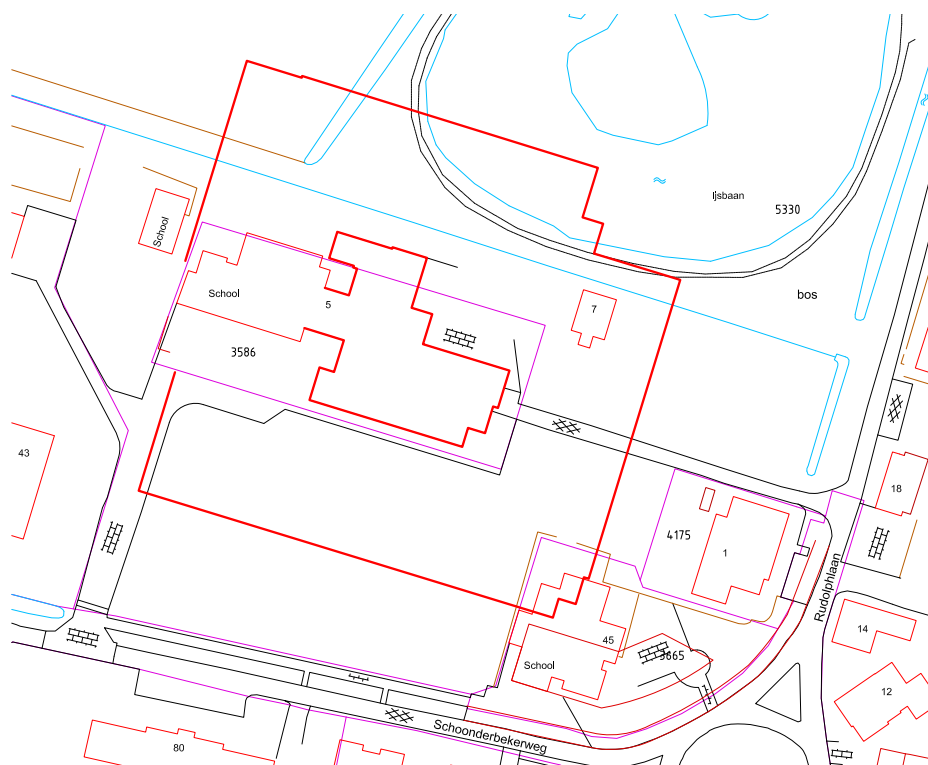 Ijsbaan
5330
School
bos
School
5
7
3586
43
18
4175
1
Rudolphlaan
14
45
3665
School
12
Schoonderbekerweg
80